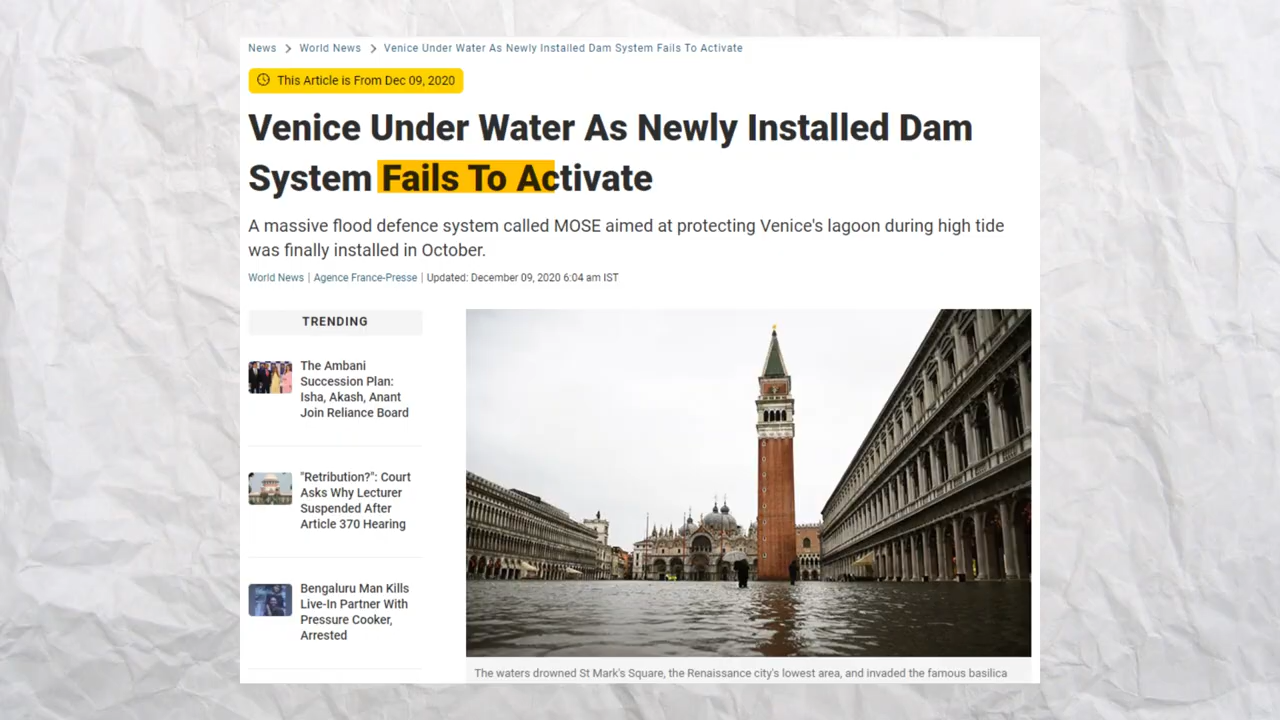 News > World News > Venice Under Water As Newly Installed Dam System Fails To Activate
This Article is From Dec 09, 2020
Venice Under Water As Newly Installed Dam
System Fails To Activate
A massive flood defence system called MOSE aimed at protecting Venice's lagoon during high tide
was finally installed in October.
World News | Agence France-Presse | Updated: December 09, 2020 6:04 am IST
TRENDING
The Ambani
Succession Plan:
Isha, Akash, Anant
Join Reliance Board
"Retribution?": Court
Asks Why Lecturer
Suspended After
Article 370 Hearing
Bengaluru Man Kills
Live-In Partner With
Pressure Cooker,
Arrested
The waters drowned St Mark's Square, the Renaissance city's lowest area, and invaded the famous basilica